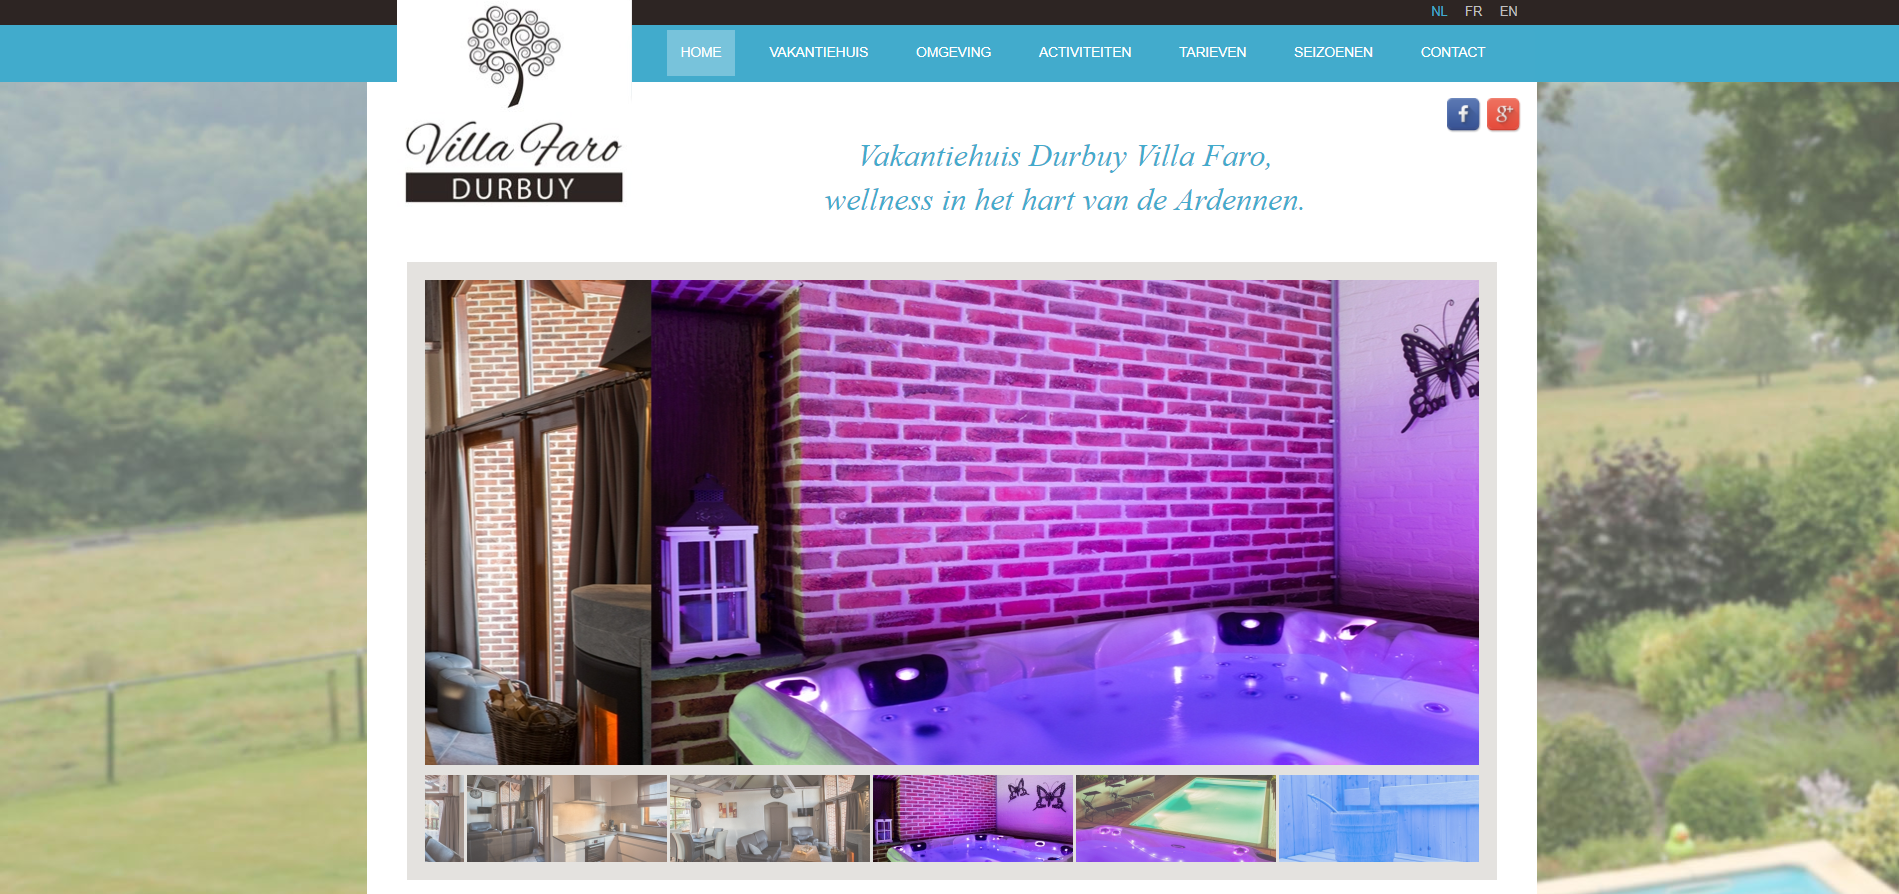 NL FR EN
HOME VAKANTIEHUIS OMGEVING ACTIVITEITEN TARIEVEN SEIZOENEN CONTACT
Villa Faro
DURBUY
f g+
Vakantiehuis Durbuy Villa Faro,
wellness in het hart van de Ardennen.